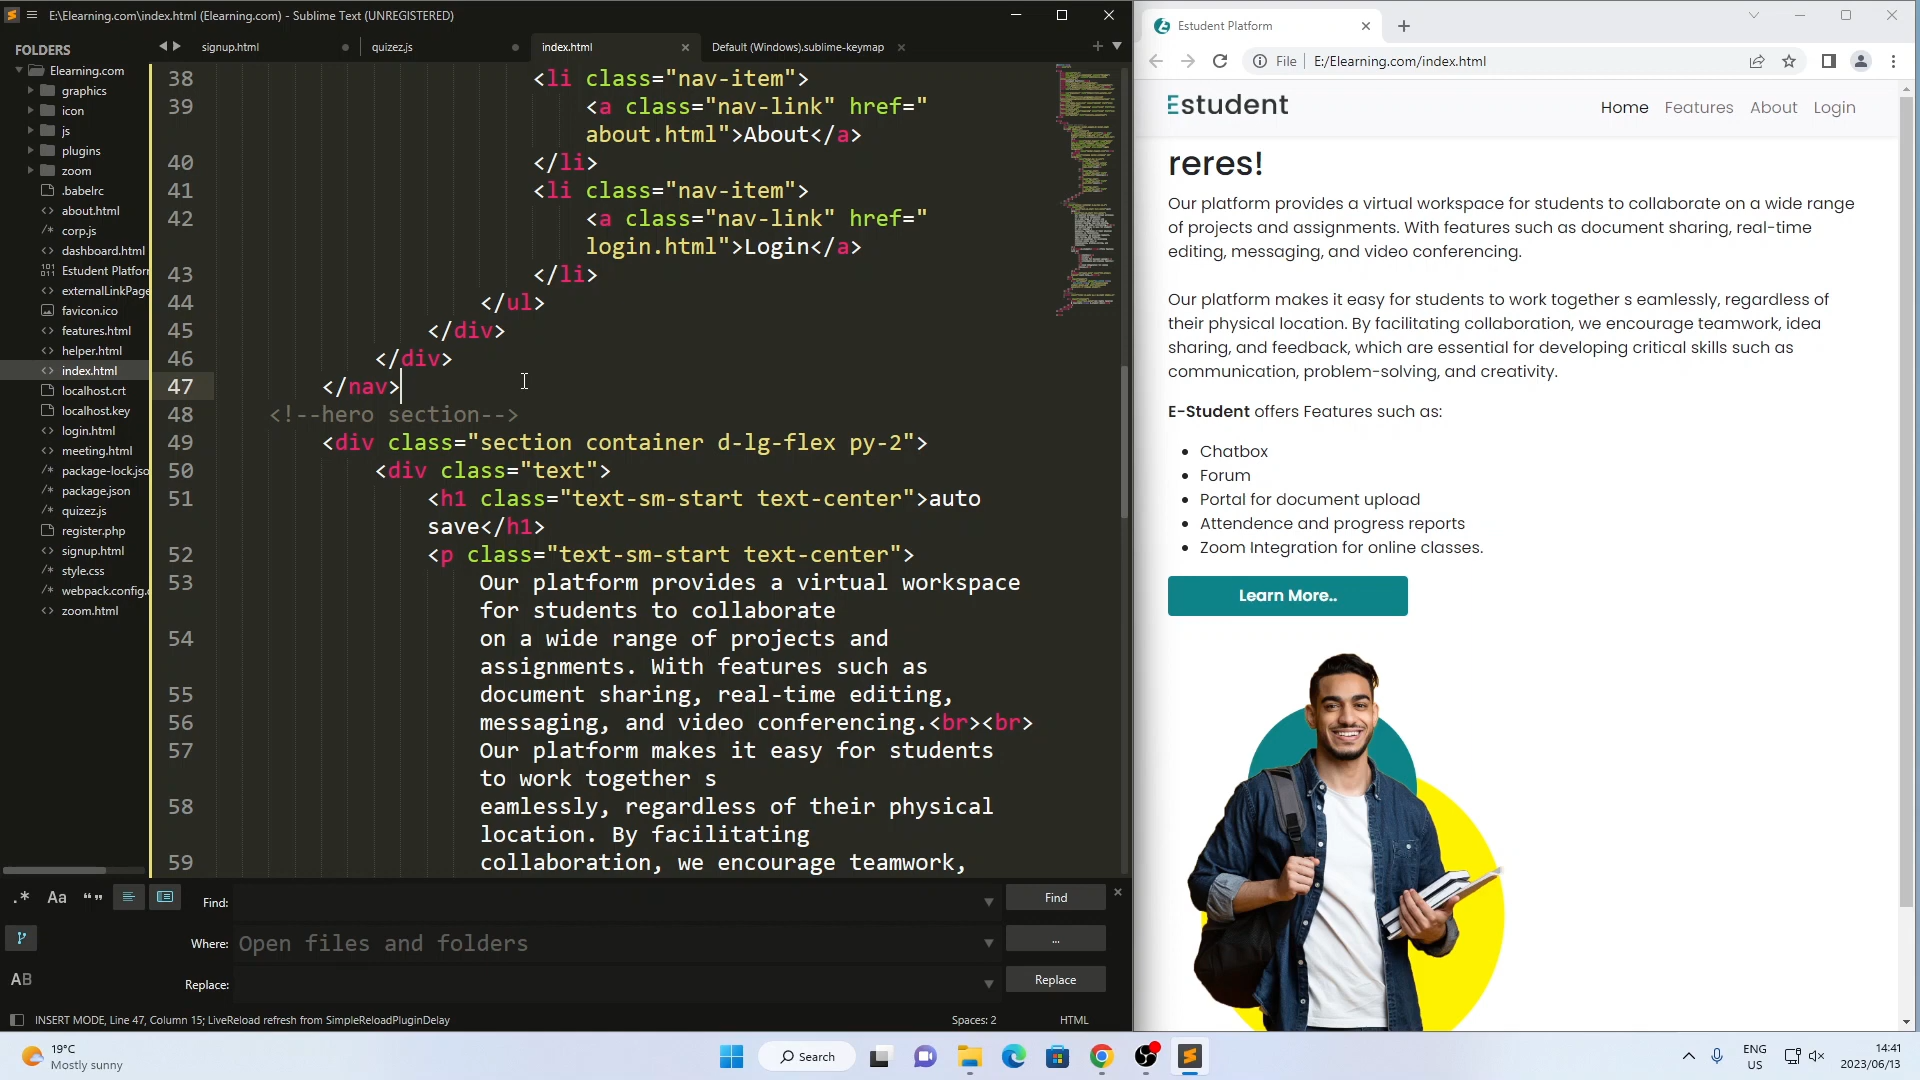 E:\Elearning.com\index.html (Elearning.com) - Sublime Text (UNREGISTERED)
FOLDERS
Elearning.com
graphics
icon
js
plugins
zoom
.babelrc
about.html
corp.js
dashboard.html
Estudent Platforr
externalLinkPage
favicon.ico
features.html
helper.html
index.html
localhost.crt
localhost.key
login.html
meeting.html
package-lock.jso
package.json
quizez.js
register.php
signup.html
style.css
webpack.config.
zoom.html
signup.html
quizez.js
index.html
Default (Windows).sublime-keymap
38 <li class="nav-item">
39 <a class="nav-link" href="
about.html">About</a>
40 </li>
41 <li class="nav-item">
42 <a class="nav-link" href="
login.html">Login</a>
43 </li>
44 </ul>
45 </div>
46 </div>
47 </nav>
48 <!--hero section-->
49 <div class="section container d-lg-flex py-2">
50 <div class="text">
51 <h1 class="text-sm-start text-center">auto
save</h1>
52 <p class="text-sm-start text-center">
53 Our platform provides a virtual workspace
for students to collaborate
54 on a wide range of projects and
assignments. With features such as
55 document sharing, real-time editing,
56 messaging, and video conferencing.<br><br>
57 Our platform makes it easy for students
to work together s
58 eamlessly, regardless of their physical
location. By facilitating
59 collaboration, we encourage teamwork,
.* Aa “” Find: Find
Where: Open files and folders ...
AB Replace: Replace
INSERT MODE, Line 47, Column 15; LiveReload refresh from SimpleReloadPluginDelay
Spaces: 2
HTML
Estudent Platform
File
E:/Elearning.com/index.html
Estudent
Home Features About Login
reres!
Our platform provides a virtual workspace for students to collaborate on a wide range
of projects and assignments. With features such as document sharing, real-time
editing, messaging, and video conferencing.
Our platform makes it easy for students to work together s eamlessly, regardless of
their physical location. By facilitating collaboration, we encourage teamwork, idea
sharing, and feedback, which are essential for developing critical skills such as
communication, problem-solving, and creativity.
E-Student offers Features such as:
Chatbox
Forum
Portal for document upload
Attendence and progress reports
Zoom Integration for online classes.
Learn More..
19°C
Mostly sunny
Search
ENG
US
14:41
2023/06/13